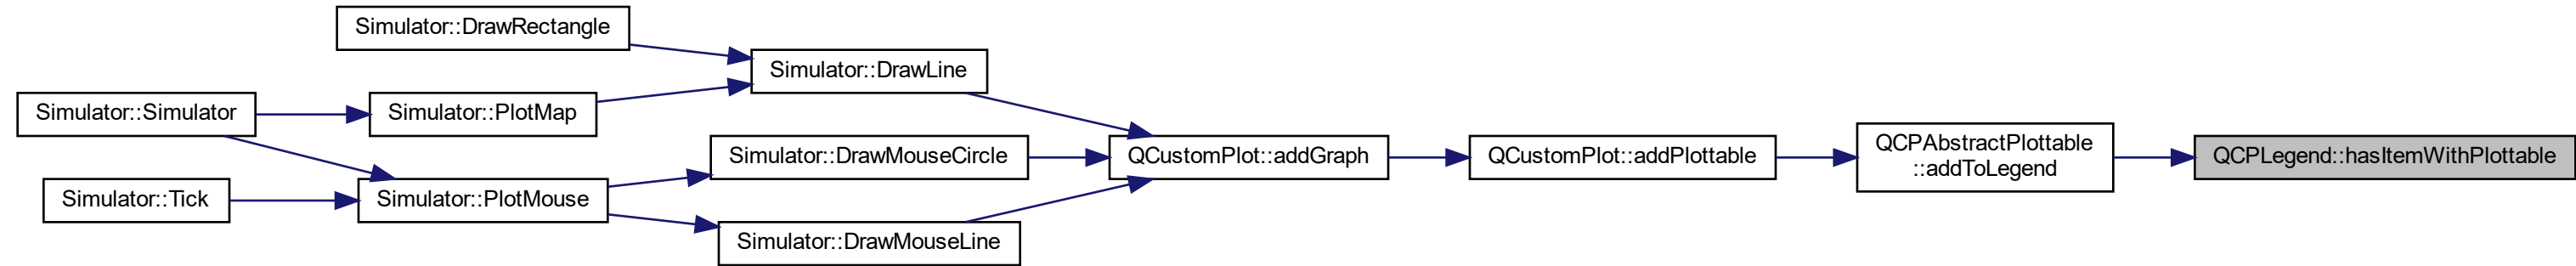 Simulator::DrawRectangle
Simulator::DrawLine
Simulator::Simulator
Simulator::PlotMap
Simulator::DrawMouseCircle
QCustomPlot::addGraph
QCustomPlot::addPlottable
QCPAbstractPlottable
::addToLegend
QCPLegend::hasItemWithPlottable
Simulator::Tick
Simulator::PlotMouse
Simulator::DrawMouseLine